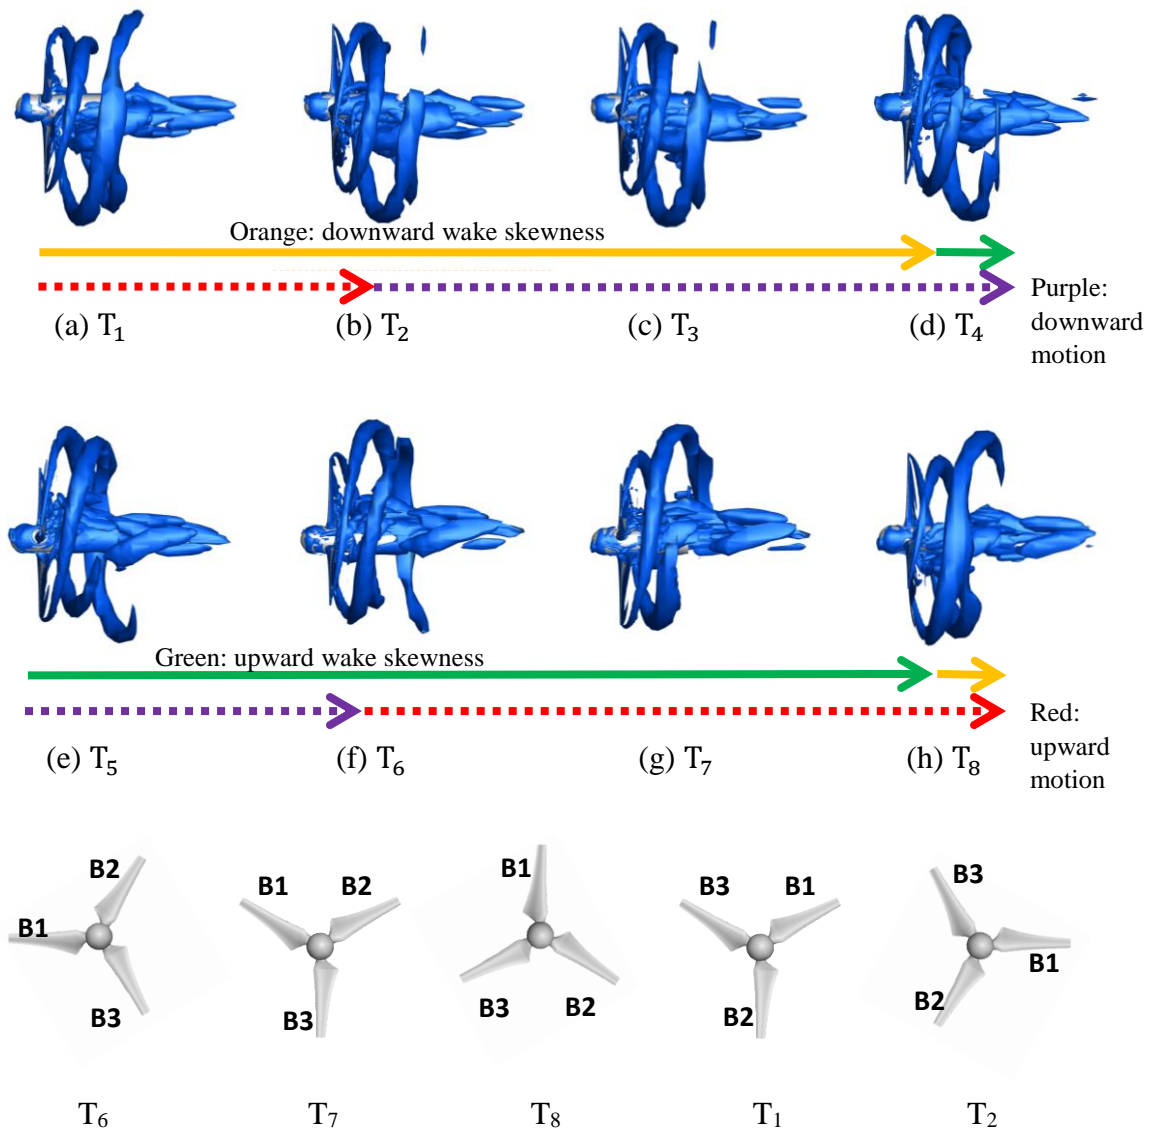 Orange: downward wake skewness
Purple:
downward
motion
(a) T₁ (b) T₂ (c) T₃ (d) T₄
Green: upward wake skewness
Red:
upward
motion
(e) T₅ (f) T₆ (g) T₇ (h) T₈
B2
B1
B3
B1 B2
B3
B1
B3 B2
B3 B1
B2
B3
B1
B2
T₆ T₇ T₈ T₁ T₂